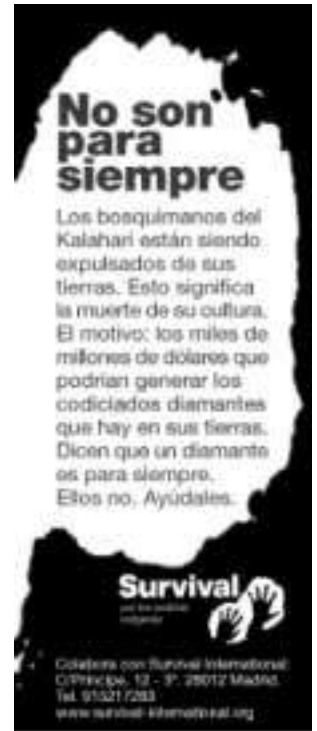 No son
para
siempre
Los bosquimanos del
Kalahari están siendo
expulsados de sus
tierras. Esto significa
la muerte de su cultura.
El motivo: los miles de
millones de dólares que
podrían generar los
codiciados diamantes
que hay en sus tierras.
Dicen que un diamante
es para siempre.
Ellos no. Ayúdales.
Survival
Colabora con Survival International:
C/Príncipe, 12 - 3º. 28012 Madrid.
Tel. 915217283
www.survival-international.org